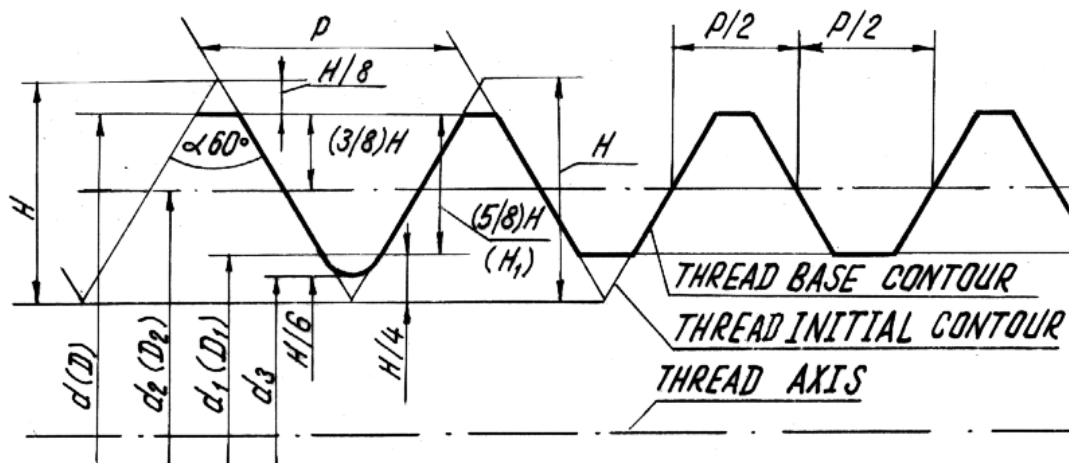 P
P/2
P/2
H/8
α60°
(3/8)H
H
H
(5/8)H
(H₁)
THREAD BASE CONTOUR
THREAD INITIAL CONTOUR
THREAD AXIS
d(D)
d₂(D₂)
d₁(D₁)
d₃
H/6
H/4